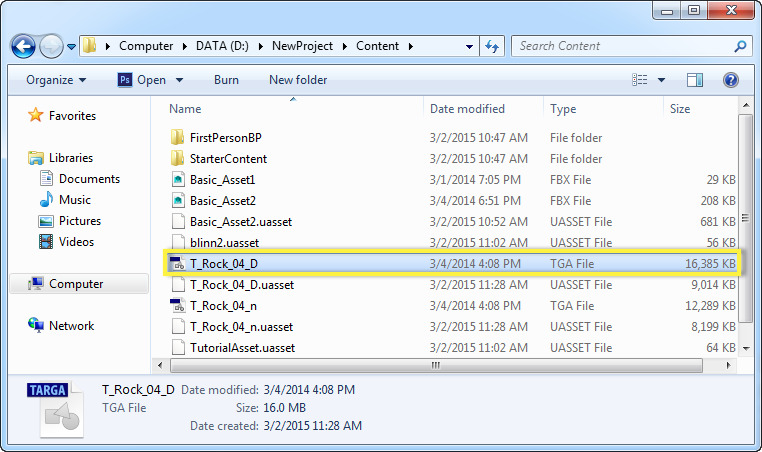 Computer DATA (D:) NewProject Content Search Content
Organize Ps Open Burn New folder
Favorites
Libraries
Documents
Music
Pictures
Videos
Computer
Network
Name Date modified Type Size
FirstPersonBP 3/2/2015 10:47 AM File folder
StarterContent 3/2/2015 10:47 AM File folder
Basic_Asset1 3/1/2014 7:05 PM FBX File 29 KB
Basic_Asset2 3/4/2014 6:51 PM FBX File 208 KB
Basic_Asset2.uasset 3/2/2015 10:52 AM UASSET File 681 KB
blinn2.uasset 3/2/2015 11:02 AM UASSET File 56 KB
T_Rock_04_D 3/4/2014 4:08 PM TGA File 16,385 KB
T_Rock_04_D.uasset 3/2/2015 11:28 AM UASSET File 9,014 KB
T_Rock_04_n 3/4/2014 4:08 PM TGA File 12,289 KB
T_Rock_04_n.uasset 3/2/2015 11:28 AM UASSET File 8,199 KB
TutorialAsset.uasset 3/2/2015 11:02 AM UASSET File 64 KB
TARGA
T_Rock_04_D Date modified: 3/4/2014 4:08 PM
TGA File Size: 16.0 MB
Date created: 3/2/2015 11:28 AM